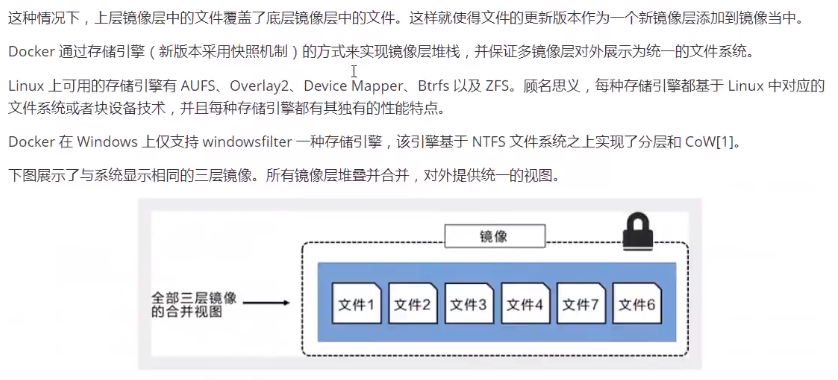 这种情况下，上层镜像层中的文件覆盖了底层镜像层中的文件。这样就使得文件的更新版本作为一个新镜像层添加到镜像当中。
Docker 通过存储引擎（新版本采用快照机制）的方式来实现镜像层堆栈，并保证多镜像层对外展示为统一的文件系统。
Linux 上可用的存储引擎有 AUFS、Overlay2、Device Mapper、Btrfs 以及 ZFS。顾名思义，每种存储引擎都基于 Linux 中对应的
文件系统或者块设备技术，并且每种存储引擎都有其独有的性能特点。
Docker 在 Windows 上仅支持 windowsfilter 一种存储引擎，该引擎基于 NTFS 文件系统之上实现了分层和 CoW[1]。
下图展示了与系统显示相同的三层镜像。所有镜像层堆叠并合并，对外提供统一的视图。
镜像
全部三层镜像
的合并视图
文件1 文件2 文件3 文件4 文件7 文件6